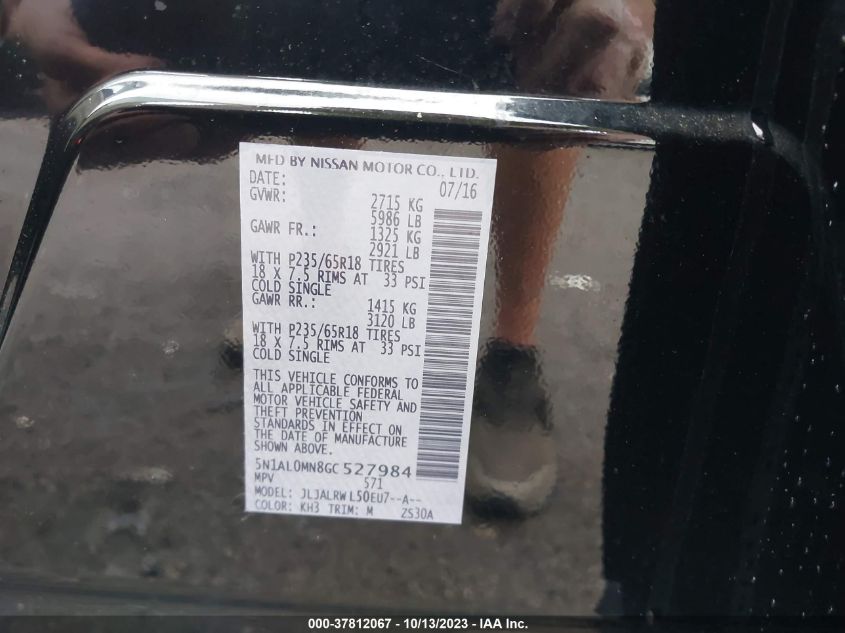 MFD BY NISSAN MOTOR CO., LTD.
DATE: 07/16
GVWR: 2715 KG
5986 LB
GAWR FR.: 1325 KG
2921 LB
WITH P235/65R18 TIRES
18 X 7.5 RIMS AT 33 PSI
COLD SINGLE
GAWR RR.: 1415 KG
3120 LB
WITH P235/65R18 TIRES
18 X 7.5 RIMS AT 33 PSI
COLD SINGLE
THIS VEHICLE CONFORMS TO
ALL APPLICABLE FEDERAL
MOTOR VEHICLE SAFETY AND
THEFT PREVENTION
STANDARDS IN EFFECT ON
THE DATE OF MANUFACTURE
SHOWN ABOVE.
5N1AL0MN8GC527984
MPV 571
MODEL: JLJALRWL50EU7--A--
COLOR: KH3 TRIM: M ZS30A
000-37812067 - 10/13/2023 - IAA Inc.